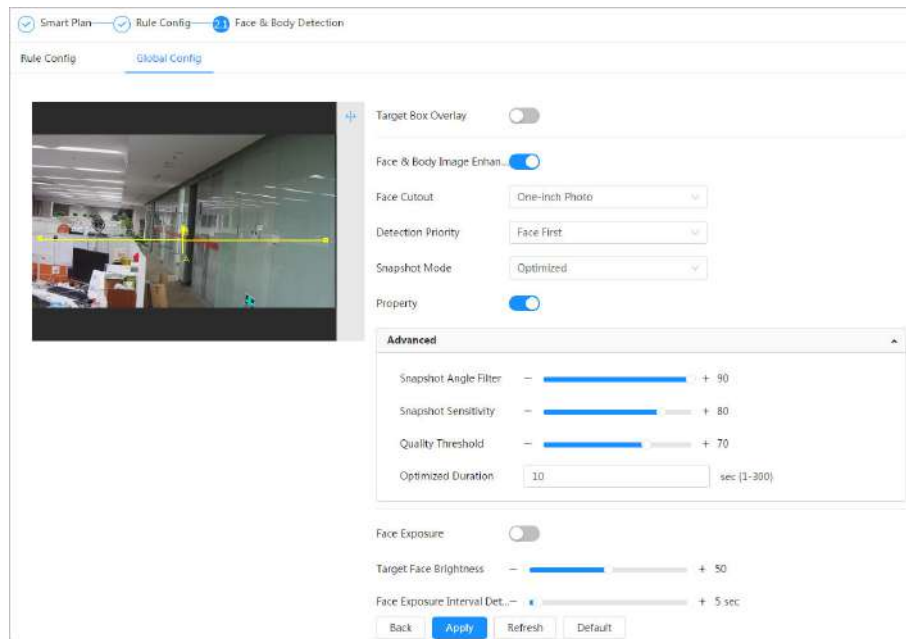 Smart Plan Rule Config 2.1 Face & Body Detection
Rule Config Global Config
Target Box Overlay
Face & Body Image Enhan...
Face Cutout One-Inch Photo
Detection Priority Face First
Snapshot Mode Optimized
Property
Advanced
Snapshot Angle Filter − + 90
Snapshot Sensitivity − + 80
Quality Threshold − + 70
Optimized Duration 10 sec (1-300)
Face Exposure
Target Face Brightness − + 50
Face Exposure Interval Det... − + 5 sec
Back Apply Refresh Default